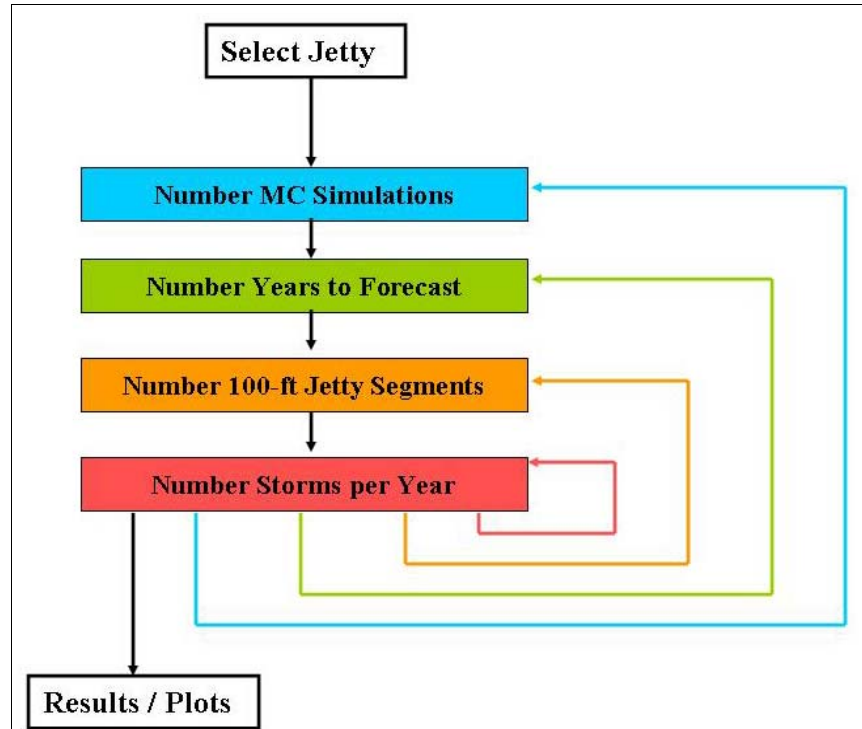 Select Jetty
Number MC Simulations
Number Years to Forecast
Number 100-ft Jetty Segments
Number Storms per Year
Results / Plots